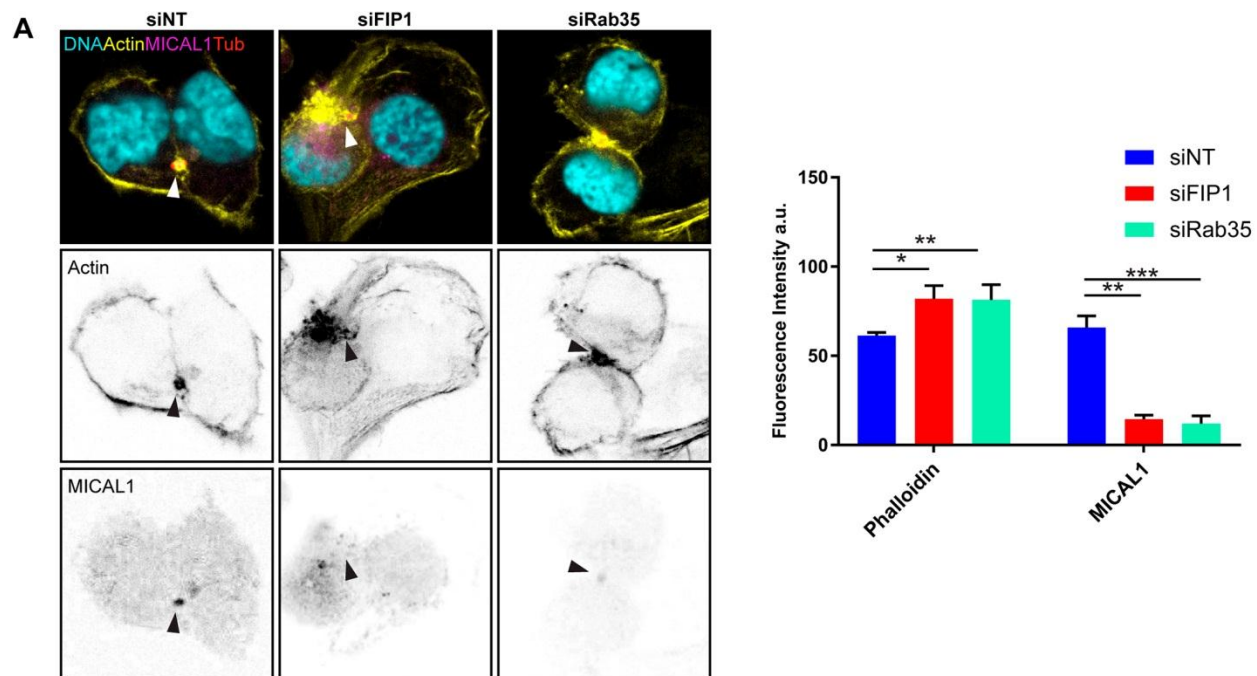 A
siNT
siFIP1
siRab35
DNAActinMICAL1Tub
Actin
MICAL1
siNT
siFIP1
siRab35
Fluorescence Intensity a.u.
150
100
50
0
**
*
***
**
Phalloidin
MICAL1